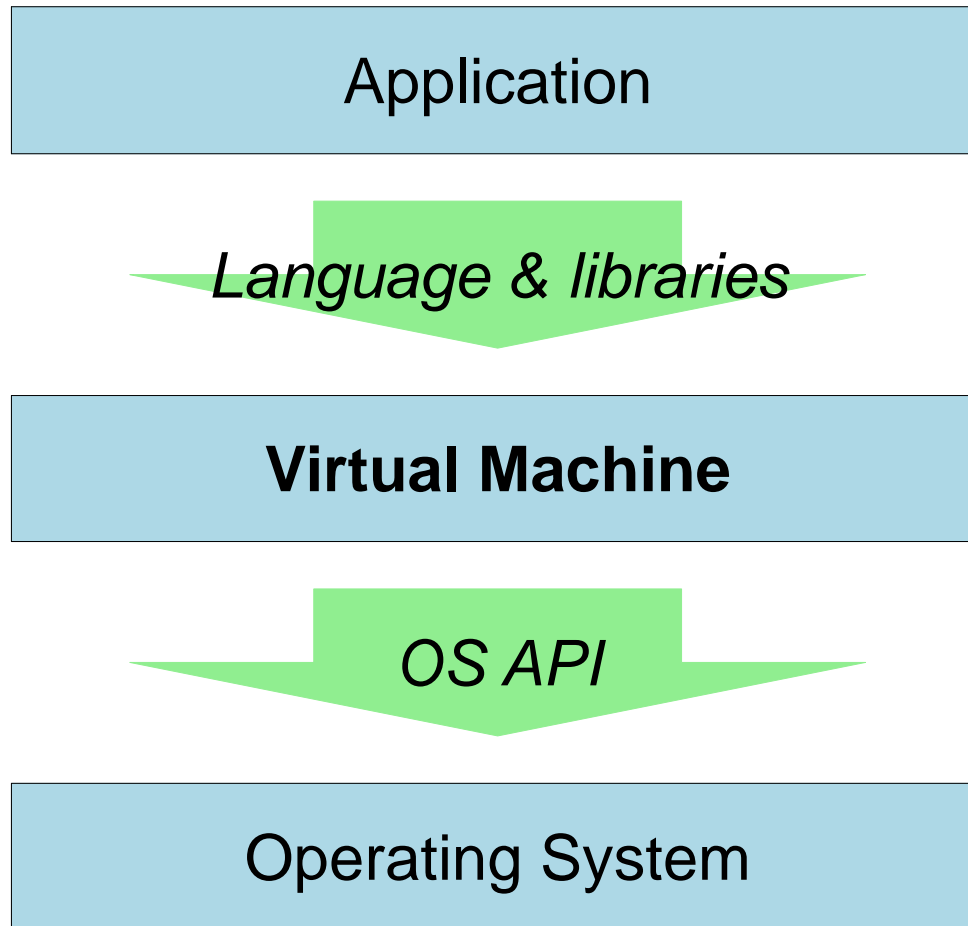 Application
Language & libraries
Virtual Machine
OS API
Operating System